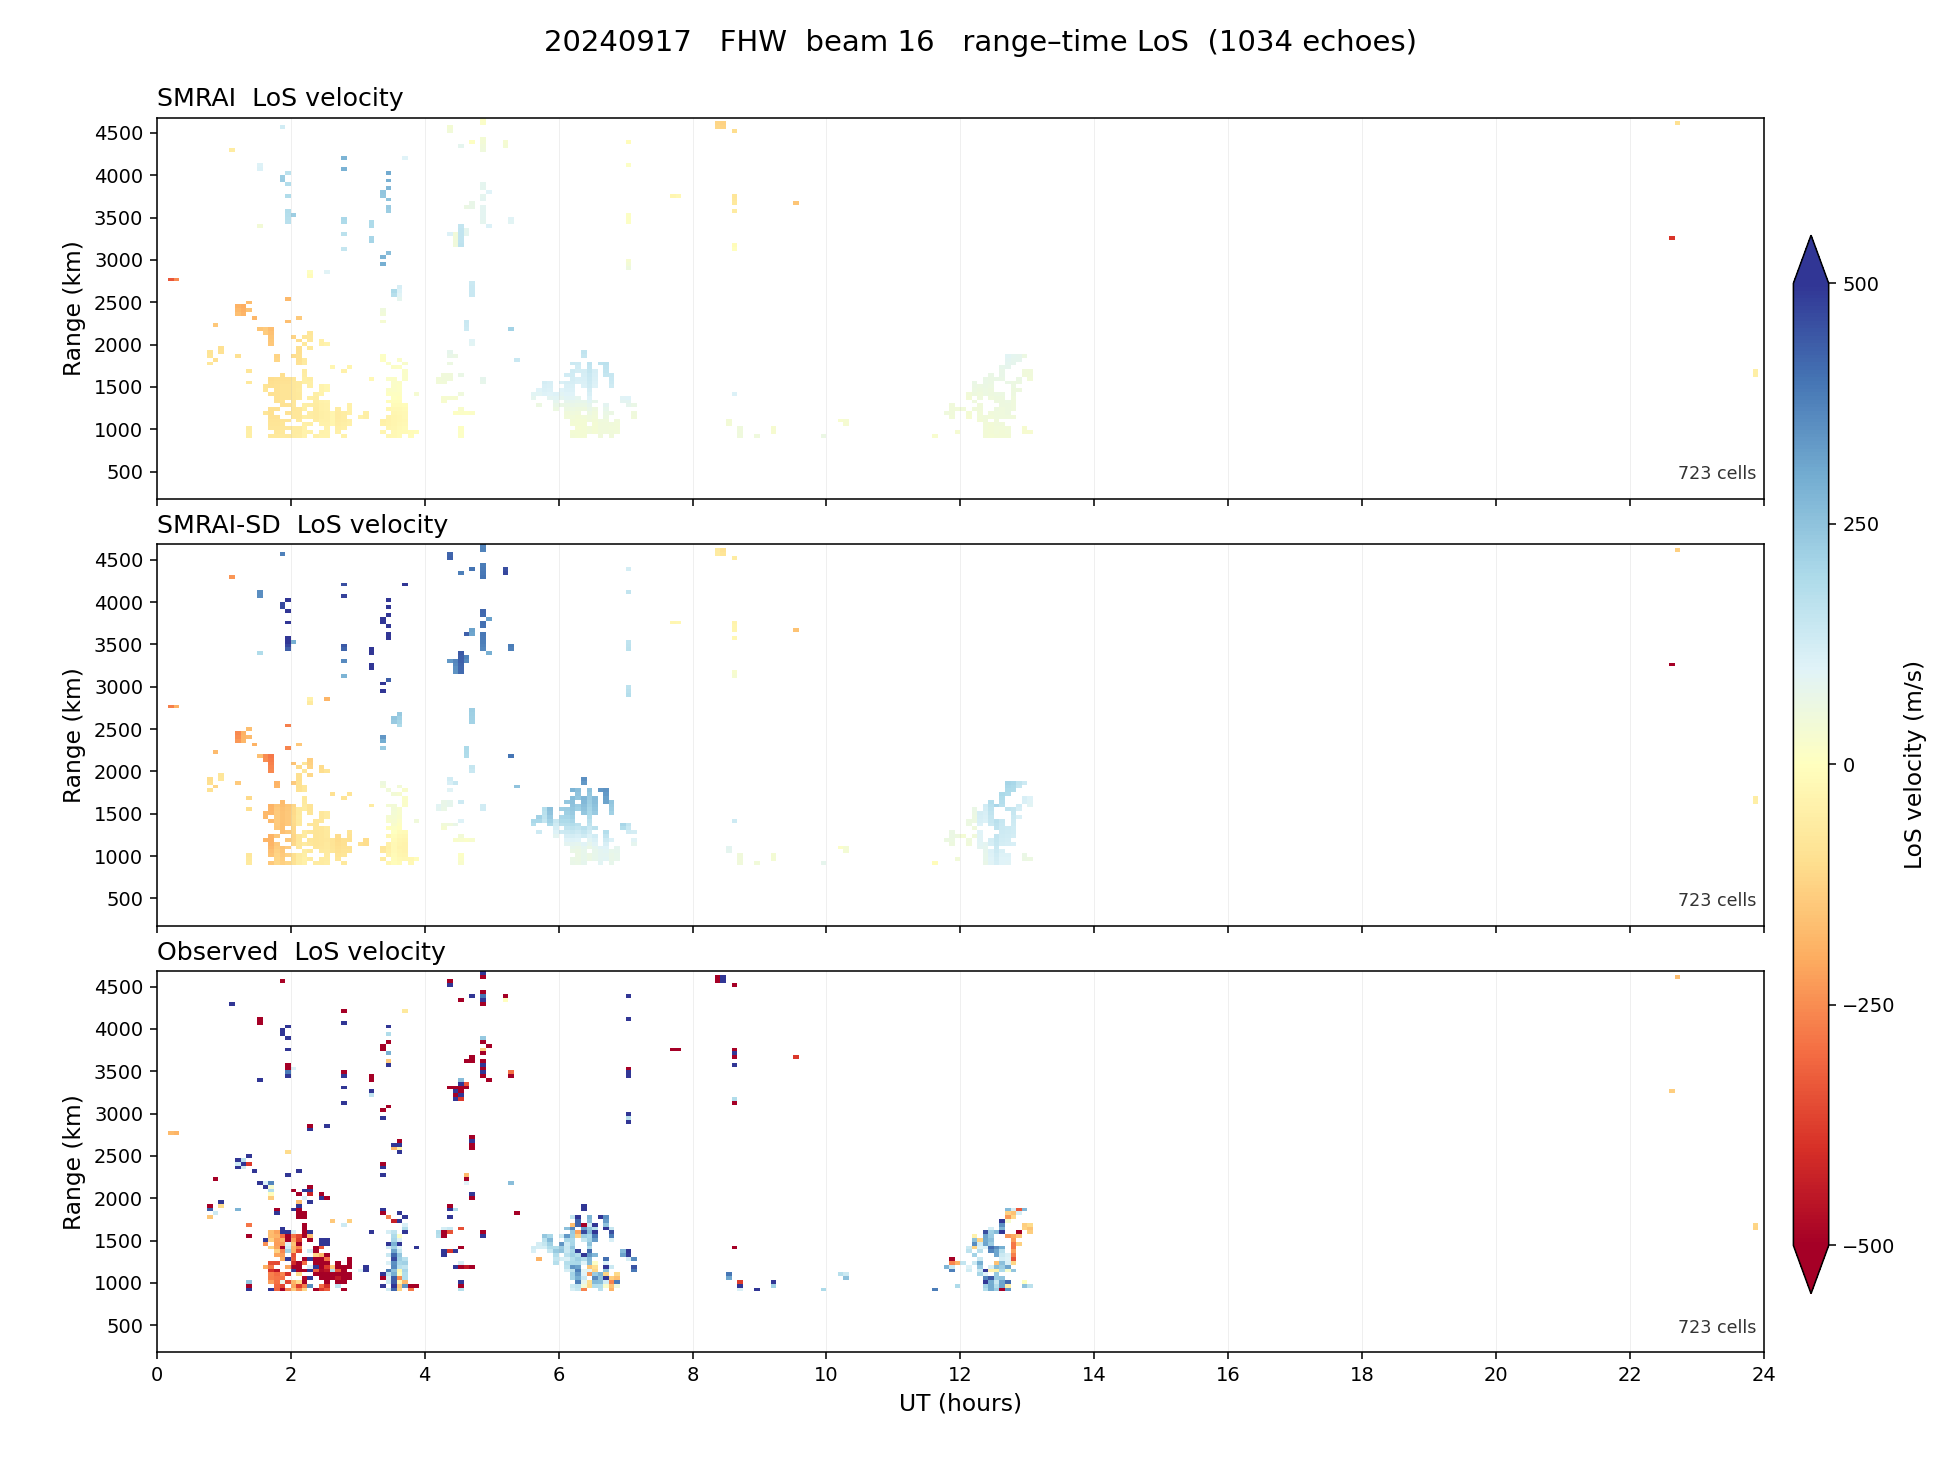 20240917 FHW beam 16 range–time LoS (1034 echoes)
SMRAI LoS velocity
Range (km)
4500
4000
3500
3000
2500
2000
1500
1000
500
723 cells
SMRAI-SD LoS velocity
Range (km)
4500
4000
3500
3000
2500
2000
1500
1000
500
723 cells
Observed LoS velocity
Range (km)
4500
4000
3500
3000
2500
2000
1500
1000
500
723 cells
0 2 4 6 8 10 12 14 16 18 20 22 24
UT (hours)
500
250
0
−250
−500
LoS velocity (m/s)